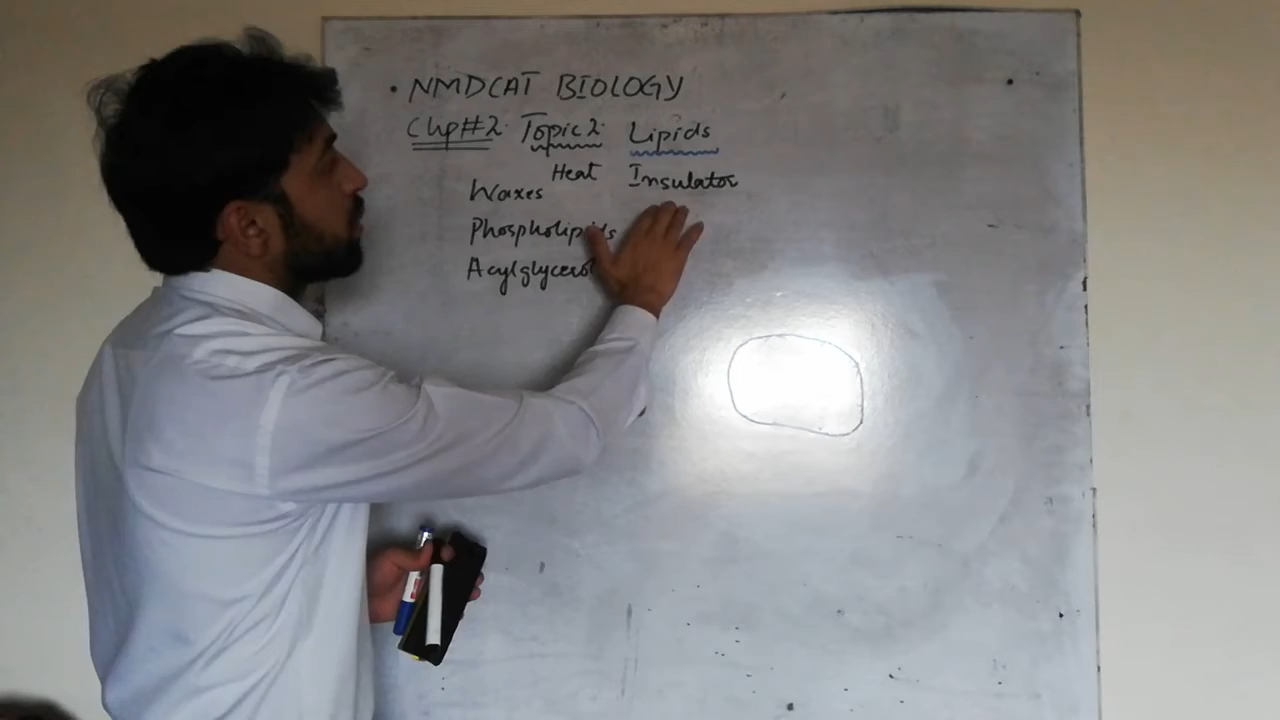 • NMDCAT BIOLOGY
Chp#2. Topic 2. Lipids
Heat Insulator
Waxes
Phospholipids
Acylglycerol